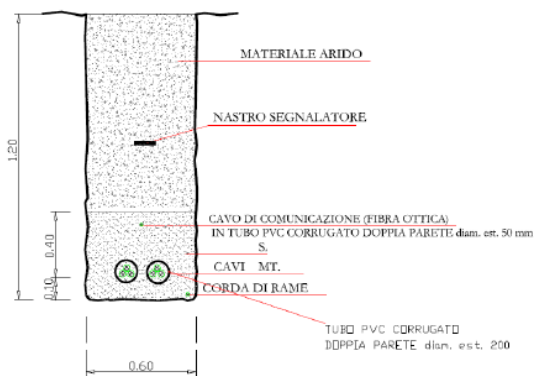 MATERIALE ARIDO
NASTRO SEGNALATORE
1.20
CAVO DI COMUNICAZIONE (FIBRA OTTICA)
IN TUBO PVC CORRUGATO DOPPIA PARETE diam. est. 50 mm
0.40
S.
CAVI MT.
0.10
CORDA DI RAME
TUBO PVC CORRUGATO
DOPPIA PARETE diam. est. 200
0.60